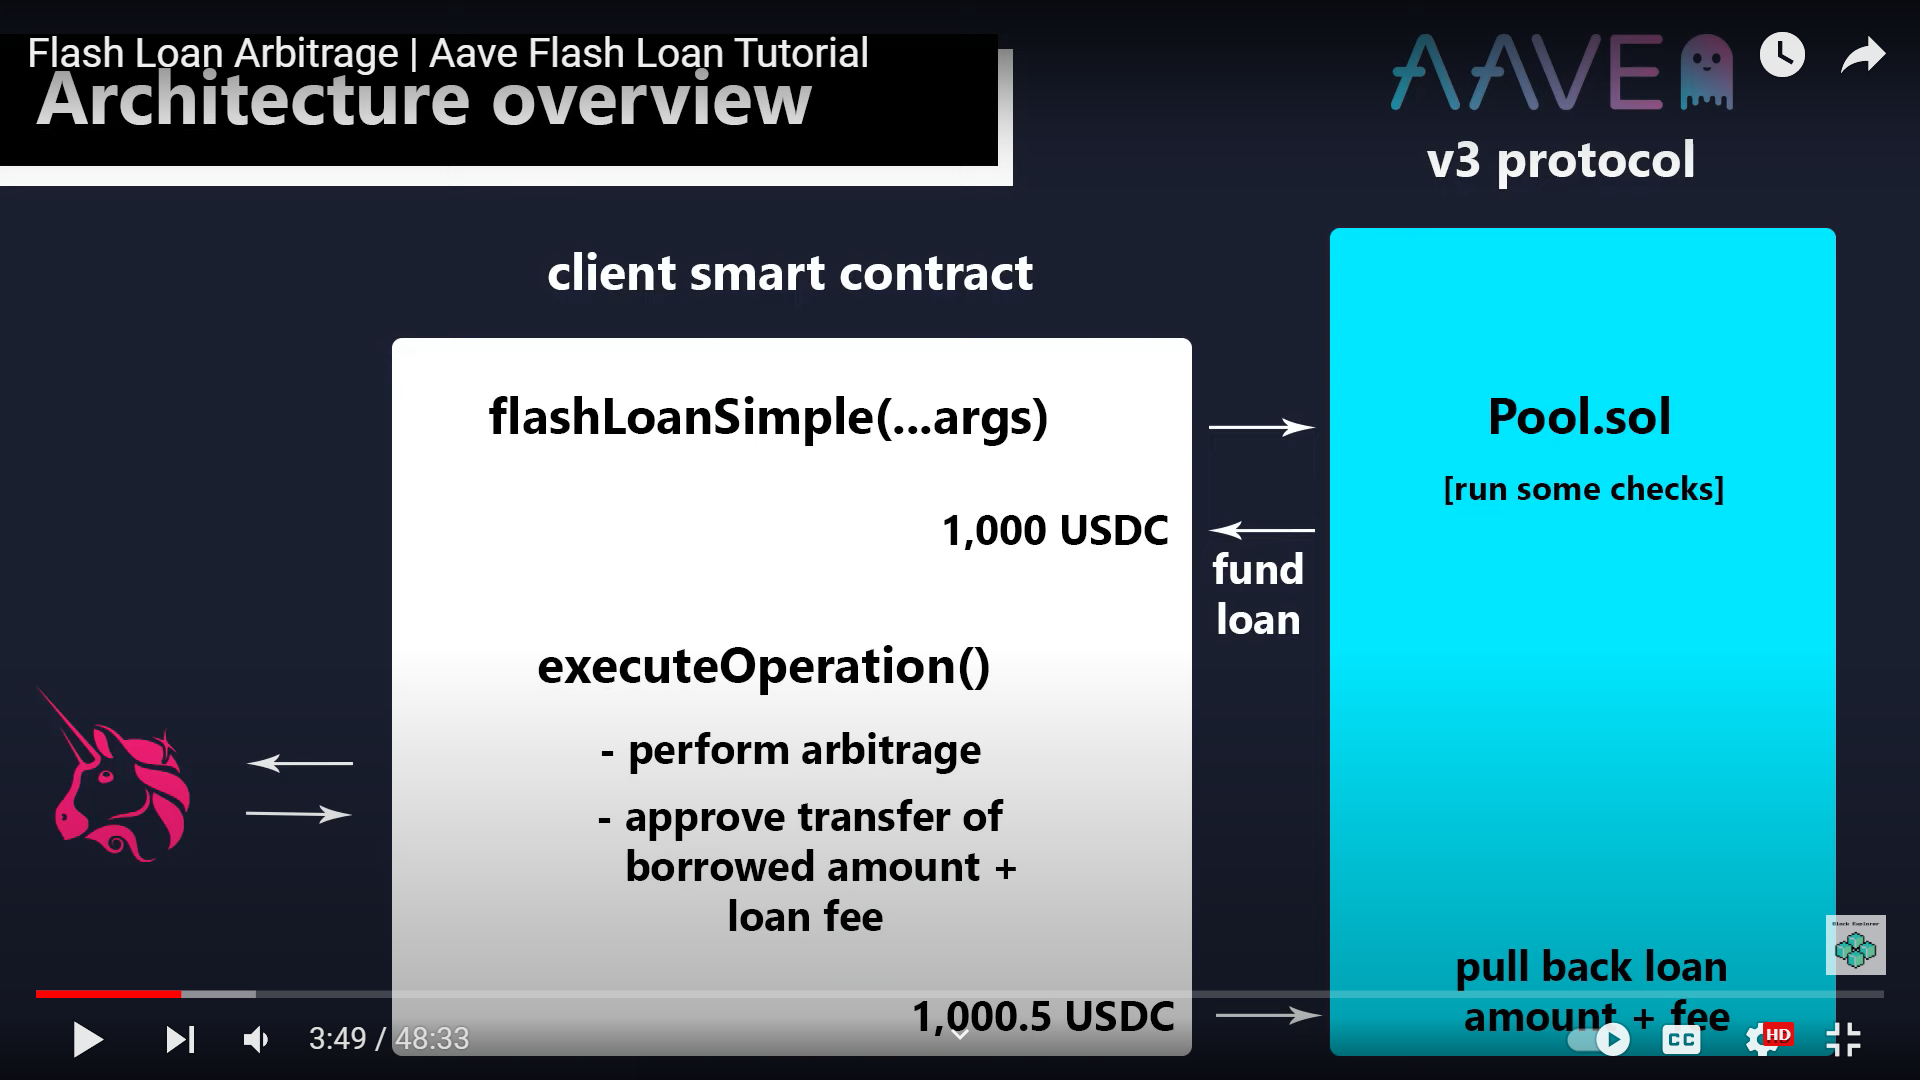 Flash Loan Arbitrage | Aave Flash Loan Tutorial
Architecture overview
AAVE
v3 protocol
client smart contract
flashLoanSimple(...args)
Pool.sol
[run some checks]
1,000 USDC
fund
loan
executeOperation()
- perform arbitrage
- approve transfer of
borrowed amount +
loan fee
Block Explorer
pull back loan
amount + fee
1,000.5 USDC
3:49 / 48:33
CC
HD